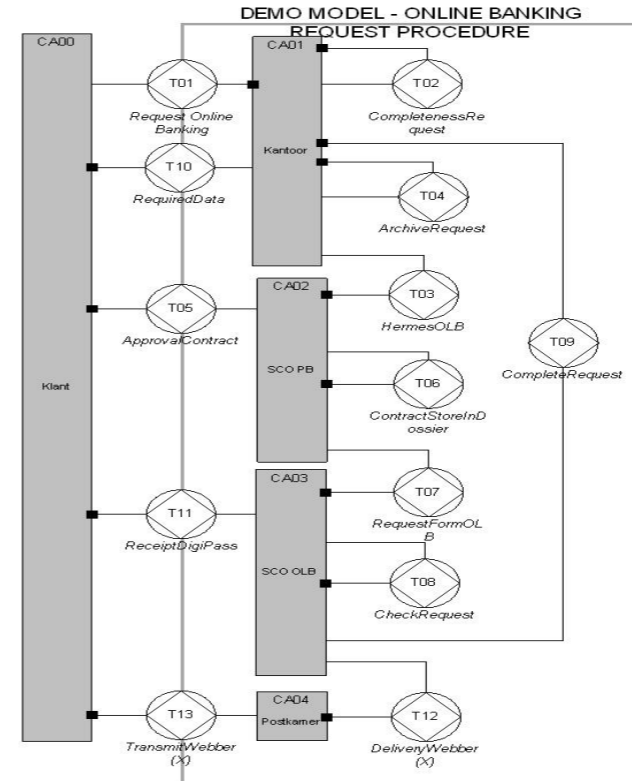 DEMO MODEL - ONLINE BANKING
REQUEST PROCEDURE
CA00
CA01
T01
T02
Request Online
Banking
CompletenessRe
quest
Kantoor
T10
RequiredData
T04
ArchiveRequest
CA02
T05
T03
ApprovalContract
HermesOLB
T09
CompleteRequest
SCO PB
Klant
T06
ContractStoreInD
ossier
CA03
T11
T07
ReceiptDigiPass
RequestFormOL
B
SCO OLB
T08
CheckRequest
CA04
T13
Postkamer
T12
TransmitWebber
(X)
DeliveryWebber
(X)